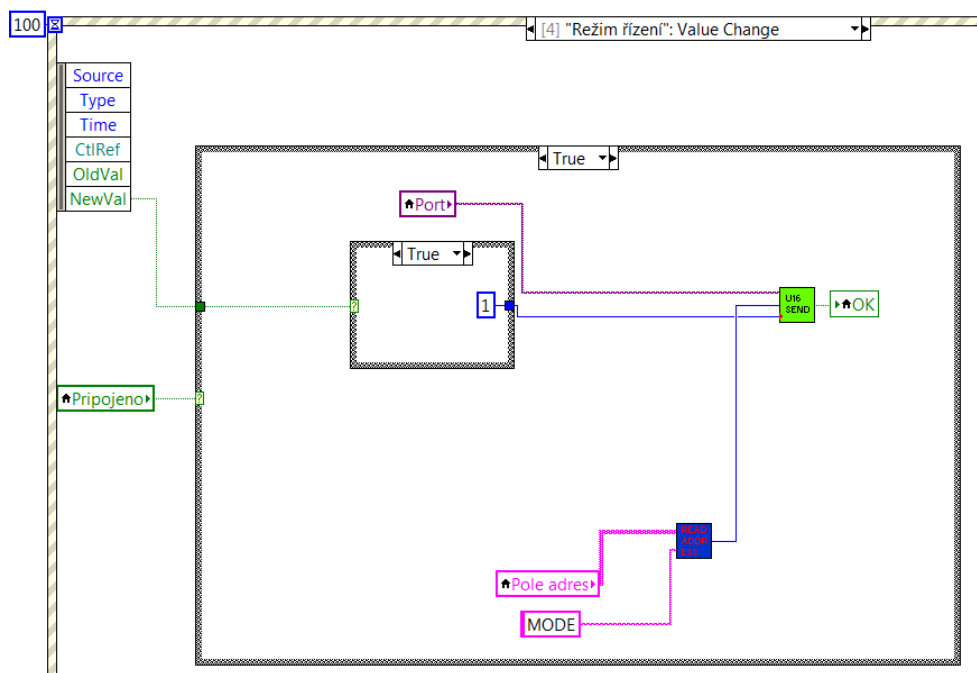 100
[4] "Režim řízení": Value Change
Source
Type
Time
CtlRef
OldVal
NewVal
True
Port
True
1
U16
SEND
OK
Pripojeno
READ
ADDR
ESS
Pole adres
MODE